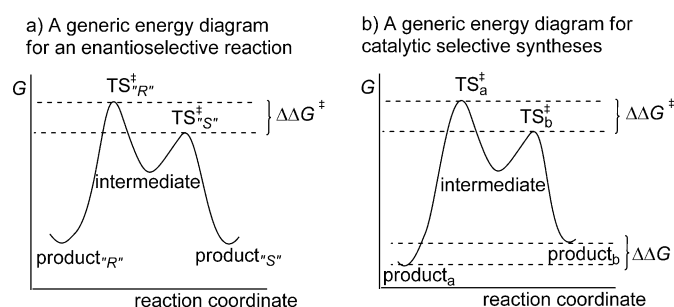 a) A generic energy diagram
for an enantioselective reaction
G
TS‡"R"
TS‡"S"
ΔΔG‡
intermediate
product"R"
product"S"
reaction coordinate
b) A generic energy diagram for
catalytic selective syntheses
G
TS‡a
TS‡b
ΔΔG‡
intermediate
productb
ΔΔG
producta
reaction coordinate